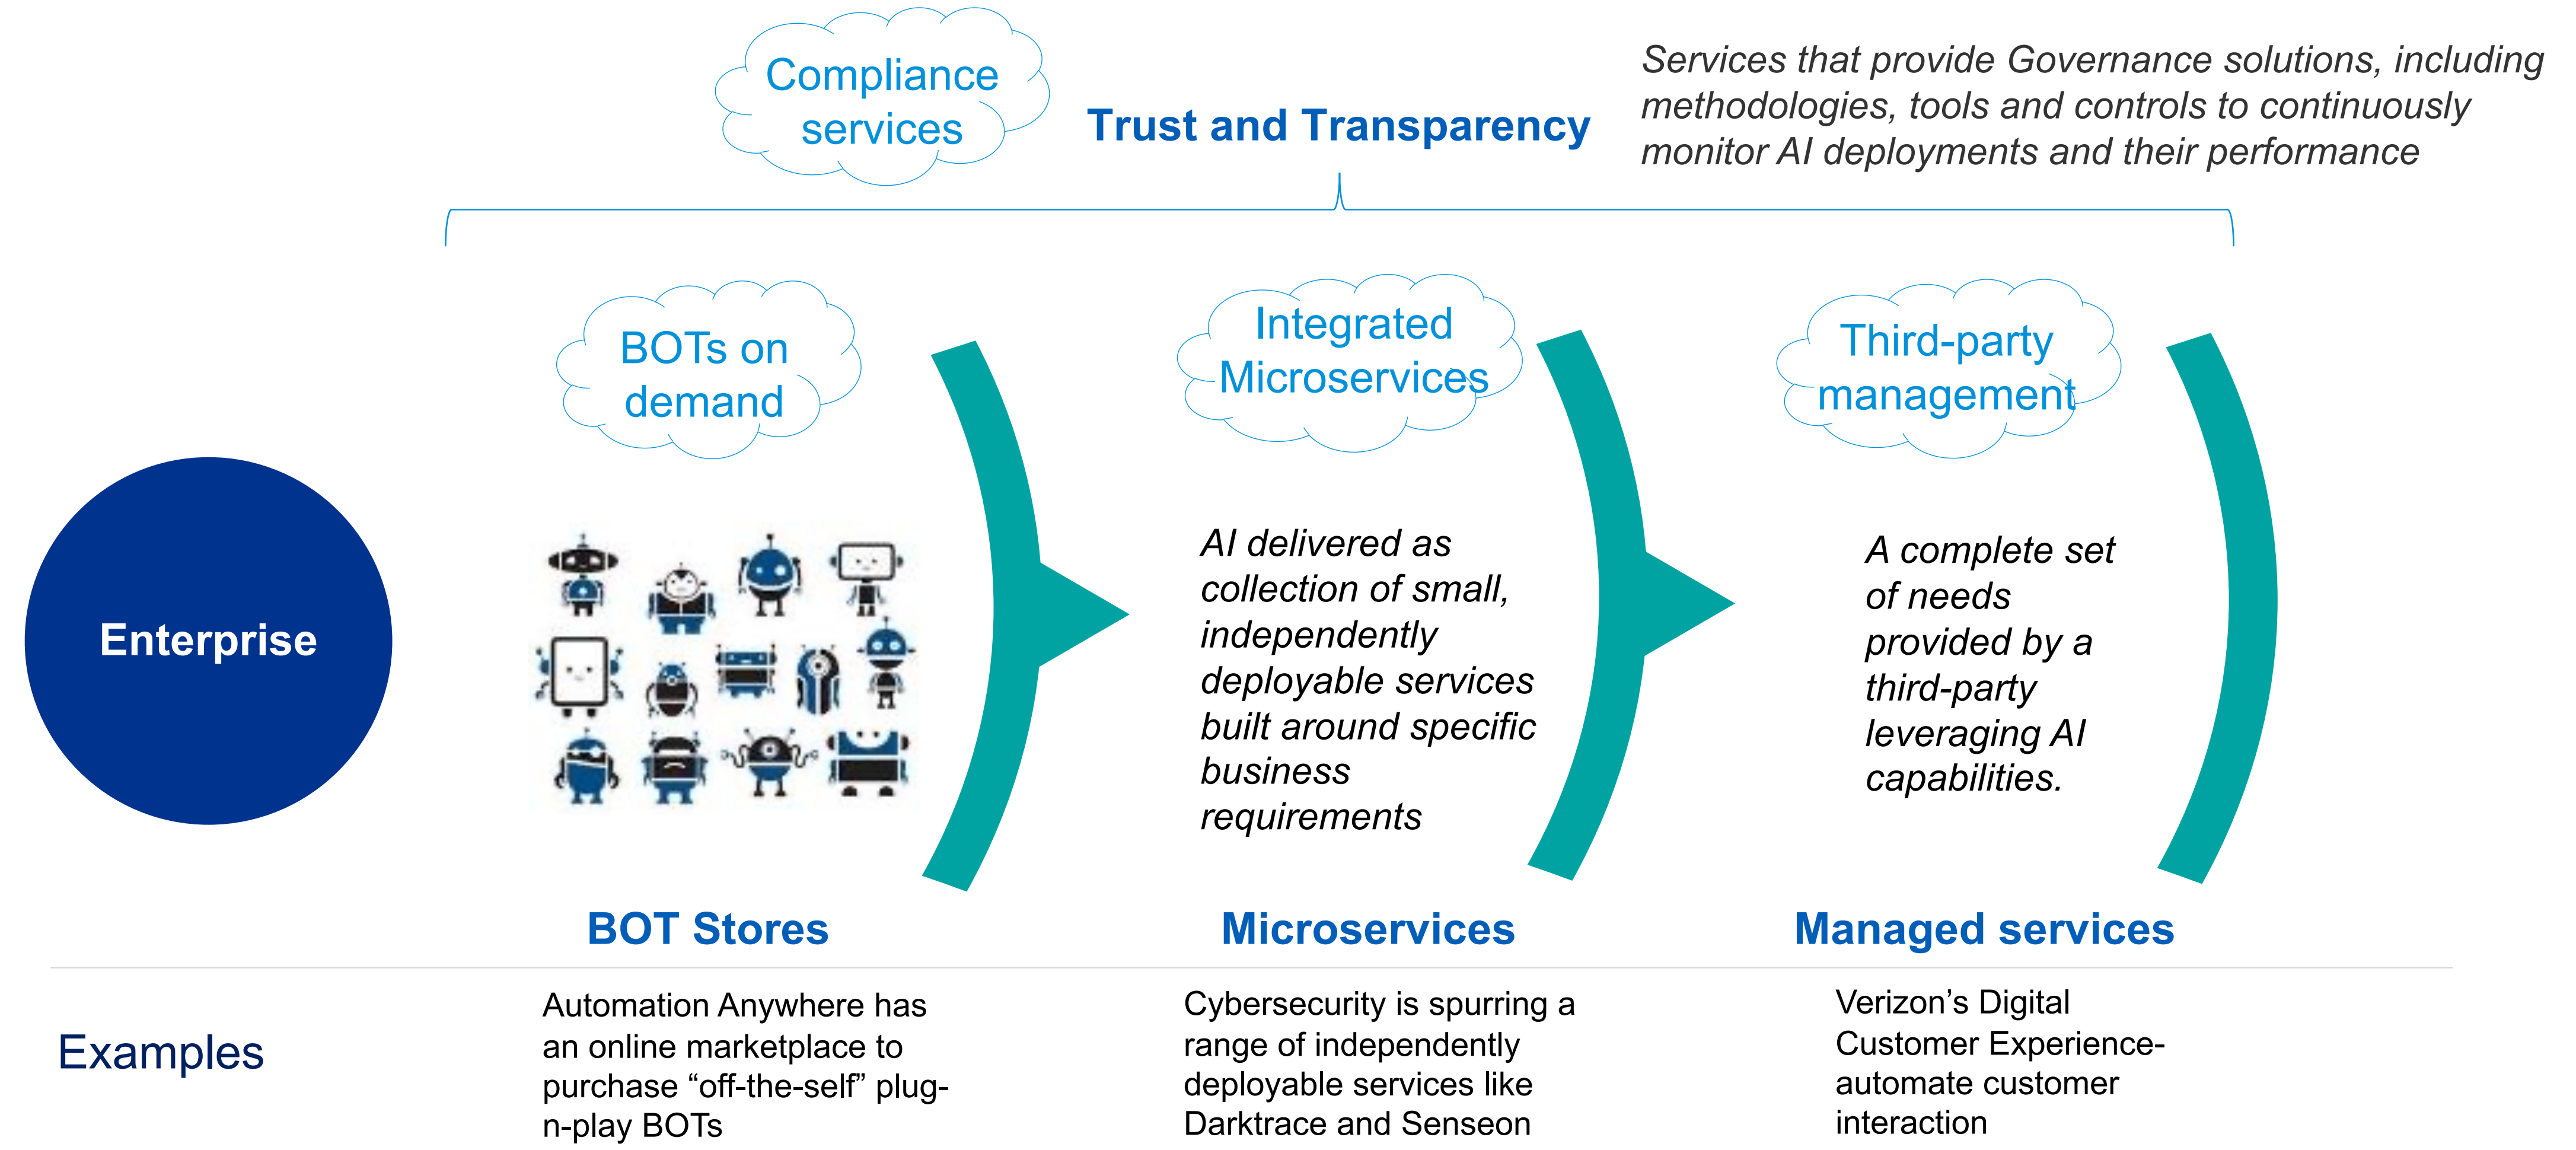 Compliance
services
Trust and Transparency
Services that provide Governance solutions, including
methodologies, tools and controls to continuously
monitor AI deployments and their performance
BOTs on
demand
Integrated
Microservices
Third-party
management
Enterprise
AI delivered as
collection of small,
independently
deployable services
built around specific
business
requirements
A complete set
of needs
provided by a
third-party
leveraging AI
capabilities.
BOT Stores
Microservices
Managed services
Examples
Automation Anywhere has
an online marketplace to
purchase “off-the-self” plug-
n-play BOTs
Cybersecurity is spurring a
range of independently
deployable services like
Darktrace and Senseon
Verizon’s Digital
Customer Experience-
automate customer
interaction